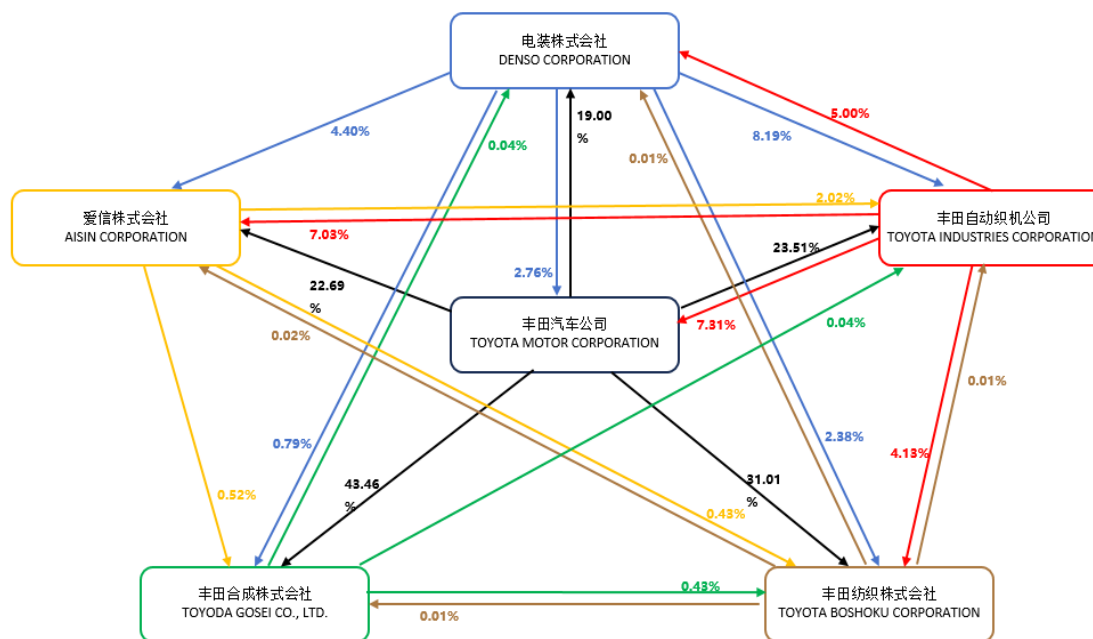 电装株式会社
DENSO CORPORATION
19.00
%
5.00%
4.40%
0.04%
8.19%
0.01%
爱信株式会社
AISIN CORPORATION
2.02%
丰田自动织机公司
TOYOTA INDUSTRIES CORPORATION
7.03%
23.51%
2.76%
22.69
%
丰田汽车公司
TOYOTA MOTOR CORPORATION
7.31%
0.04%
0.02%
0.01%
0.79%
2.38%
4.13%
43.46
%
31.01
%
0.52%
0.43%
丰田合成株式会社
TOYODA GOSEI CO., LTD.
0.43%
0.01%
丰田纺织株式会社
TOYOTA BOSHOKU CORPORATION